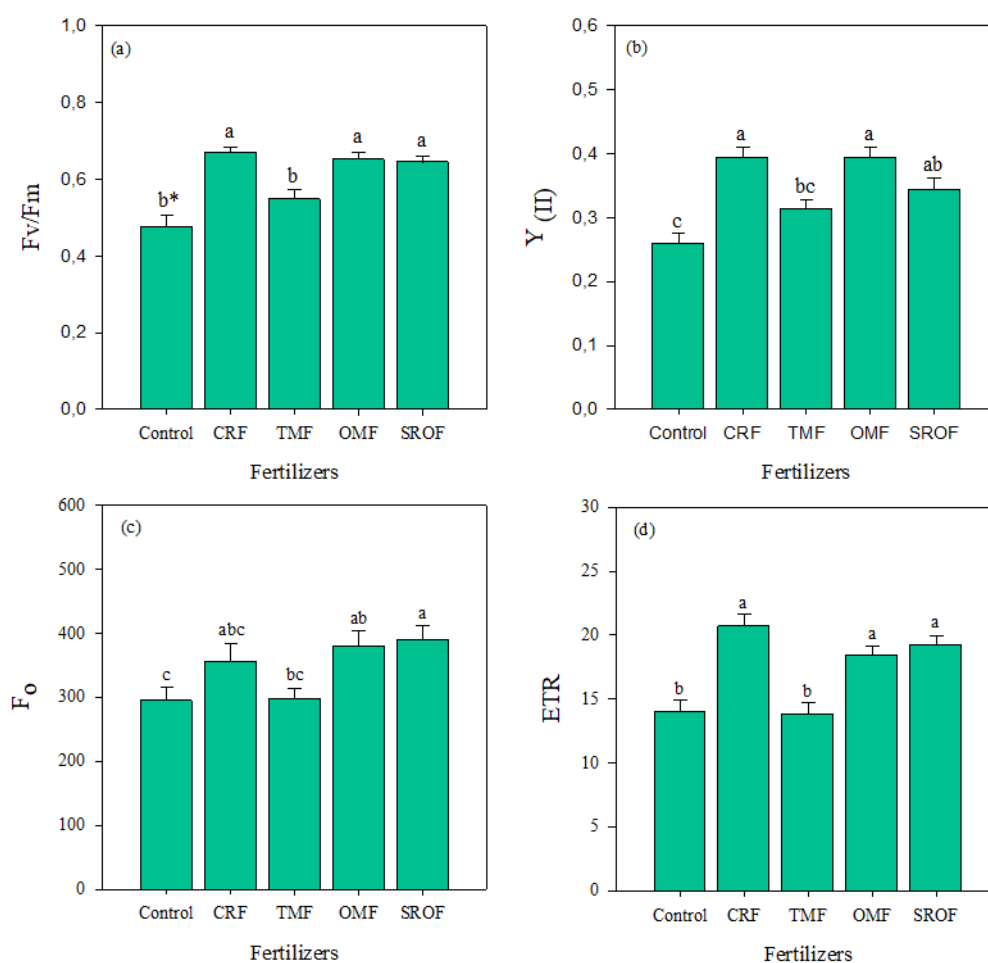 (a)
Fv/Fm
1,0
0,8
0,6
0,4
0,2
0,0
b*
a
b
a
a
Control CRF TMF OMF SROF
Fertilizers
(b)
Y (II)
0,6
0,5
0,4
0,3
0,2
0,1
0,0
c
a
bc
a
ab
Control CRF TMF OMF SROF
Fertilizers
(c)
Fo
600
500
400
300
200
100
0
c
abc
bc
ab
a
Control CRF TMF OMF SROF
Fertilizers
(d)
ETR
30
25
20
15
10
5
0
b
a
b
a
a
Control CRF TMF OMF SROF
Fertilizers